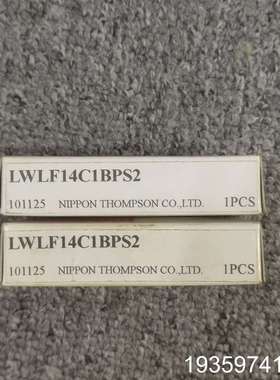 LWLF14C1BPS2
101125 NIPPON THOMPSON CO.,LTD. 1PCS
LWLF14C1BPS2
101125 NIPPON THOMPSON CO.,LTD. 1PCS
19359741